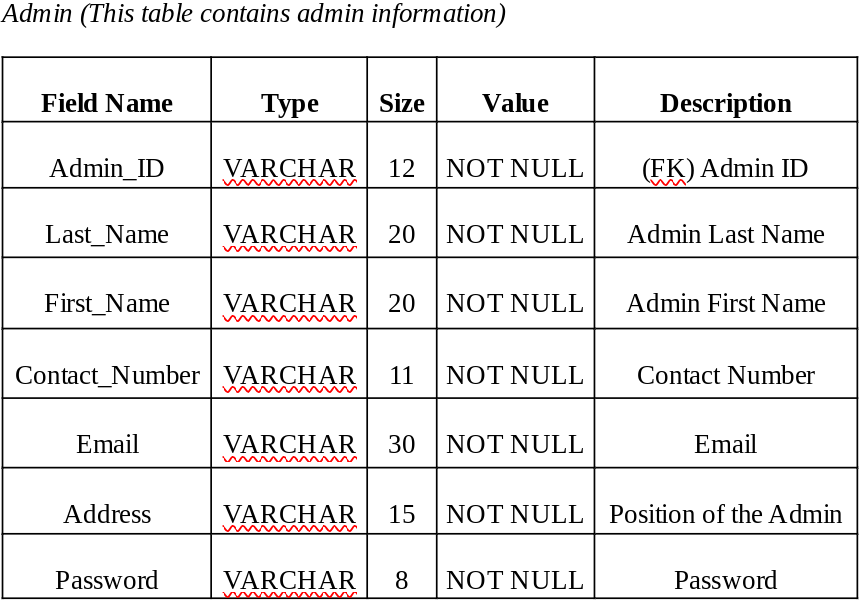 Admin (This table contains admin information)
Field Name Type Size Value Description
Admin_ID VARCHAR 12 NOT NULL (FK) Admin ID
Last_Name VARCHAR 20 NOT NULL Admin Last Name
First_Name VARCHAR 20 NOT NULL Admin First Name
Contact_Number VARCHAR 11 NOT NULL Contact Number
Email VARCHAR 30 NOT NULL Email
Address VARCHAR 15 NOT NULL Position of the Admin
Password VARCHAR 8 NOT NULL Password